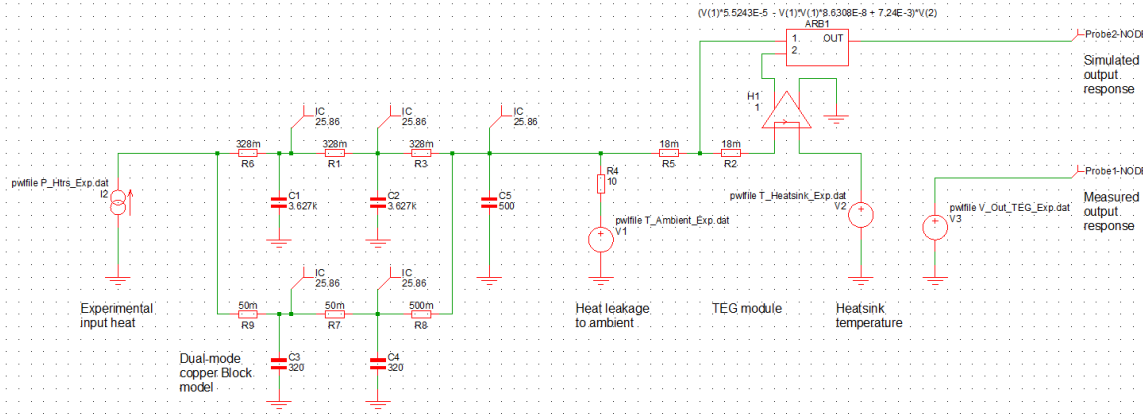 (V(1)*5.5243E-5 - V(1)*V(1)*8.6308E-8 + 7.24E-3)*V(2)
ARB1
1
OUT
2
Probe2-NODE
Simulated
output
response
H1
1
IC
25.86
IC
25.86
IC
25.86
328m
R6
328m
R1
328m
R3
18m
R5
18m
R2
R4
10
pwlfile P_Htrs_Exp.dat
I2
C1
3.627k
C2
3.627k
C5
500
pwlfile T_Ambient_Exp.dat
V1
pwlfile T_Heatsink_Exp.dat
V2
pwlfile V_Out_TEG_Exp.dat
V3
Probe1-NODE
Measured
output
response
IC
25.86
IC
25.86
Experimental
input heat
50m
R9
50m
R7
500m
R8
Heat leakage
to ambient
TEG module
Heatsink
temperature
Dual-mode
copper Block
model
C3
320
C4
320